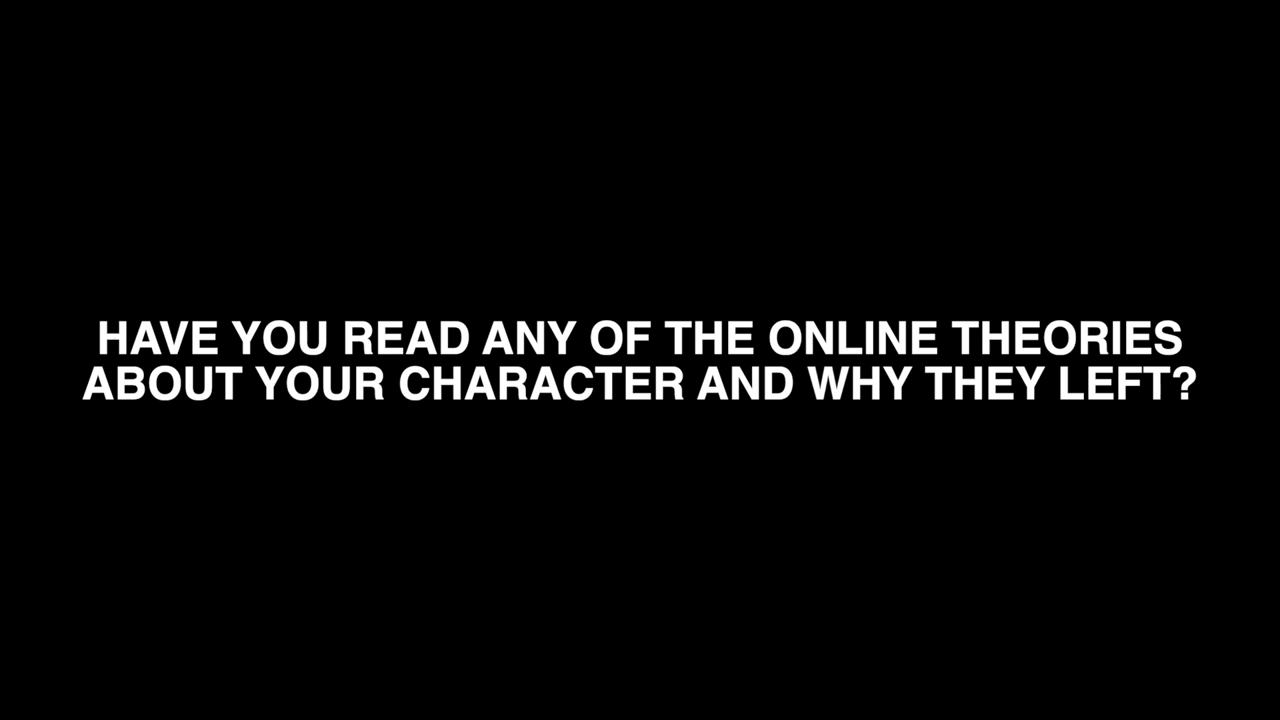 HAVE YOU READ ANY OF THE ONLINE THEORIES
ABOUT YOUR CHARACTER AND WHY THEY LEFT?